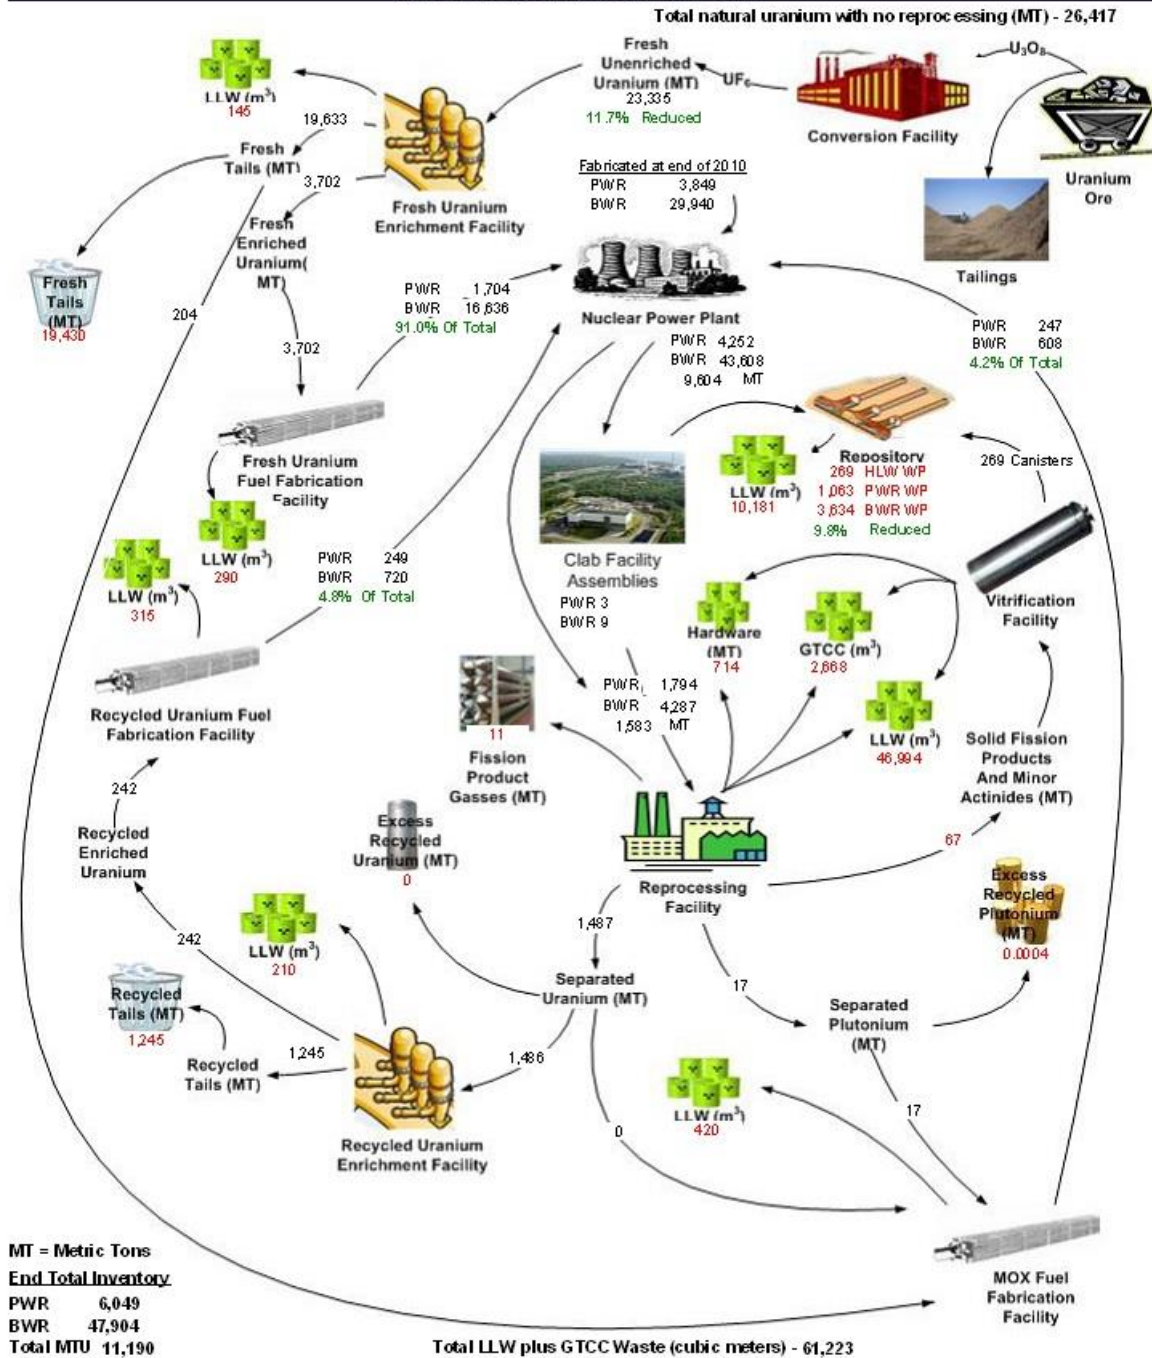 Total natural uranium with no reprocessing (MT) - 26,417
LLW (m³)
145
Fresh
Unenriched
Uranium (MT)
23,335
11.7% Reduced
UF₆
Conversion Facility
U₃O₈
Uranium
Ore
Tailings
19,633
Fresh
Tails (MT)
3,702
Fresh Uranium
Enrichment Facility
Fabricated at end of 2010
PWR 3,849
BWR 29,940
Fresh
Enriched
Uranium(
MT)
Fresh
Tails
(MT)
19,430
204
PWR 1,704
BWR 16,636
91.0% Of Total
Nuclear Power Plant
PWR 4,252
BWR 43,608
9,604 MT
PWR 247
BWR 608
4.2% Of Total
3,702
Fresh Uranium
Fuel Fabrication
Facility
LLW (m³)
290
LLW (m³)
10,181
Repository
269 HLW WP
1,063 PWR WP
3,634 BWR WP
9.8% Reduced
269 Canisters
Clab Facility
Assemblies
PWR 3
BWR 9
PWR 249
BWR 720
4.8% Of Total
LLW (m³)
315
Hardware
(MT)
714
GTCC (m³)
2,668
Vitrification
Facility
Recycled Uranium Fuel
Fabrication Facility
PWR 1,794
BWR 4,287
1,583 MT
11
Fission
Product
Gasses (MT)
LLW (m³)
46,994
Solid Fission
Products
And Minor
Actinides (MT)
242
Recycled
Enriched
Uranium
Excess
Recycled
Uranium (MT)
0
Reprocessing
Facility
67
Excess
Recycled
Plutonium
(MT)
0.0004
242
LLW (m³)
210
1,487
Separated
Uranium (MT)
17
Separated
Plutonium
(MT)
Recycled
Tails (MT)
1,245
Recycled
Tails (MT)
1,245
1,486
Recycled Uranium
Enrichment Facility
LLW (m³)
420
0
17
MOX Fuel
Fabrication
Facility
MT = Metric Tons
End Total Inventory
PWR 6,049
BWR 47,904
Total MTU 11,190
Total LLW plus GTCC Waste (cubic meters) - 61,223